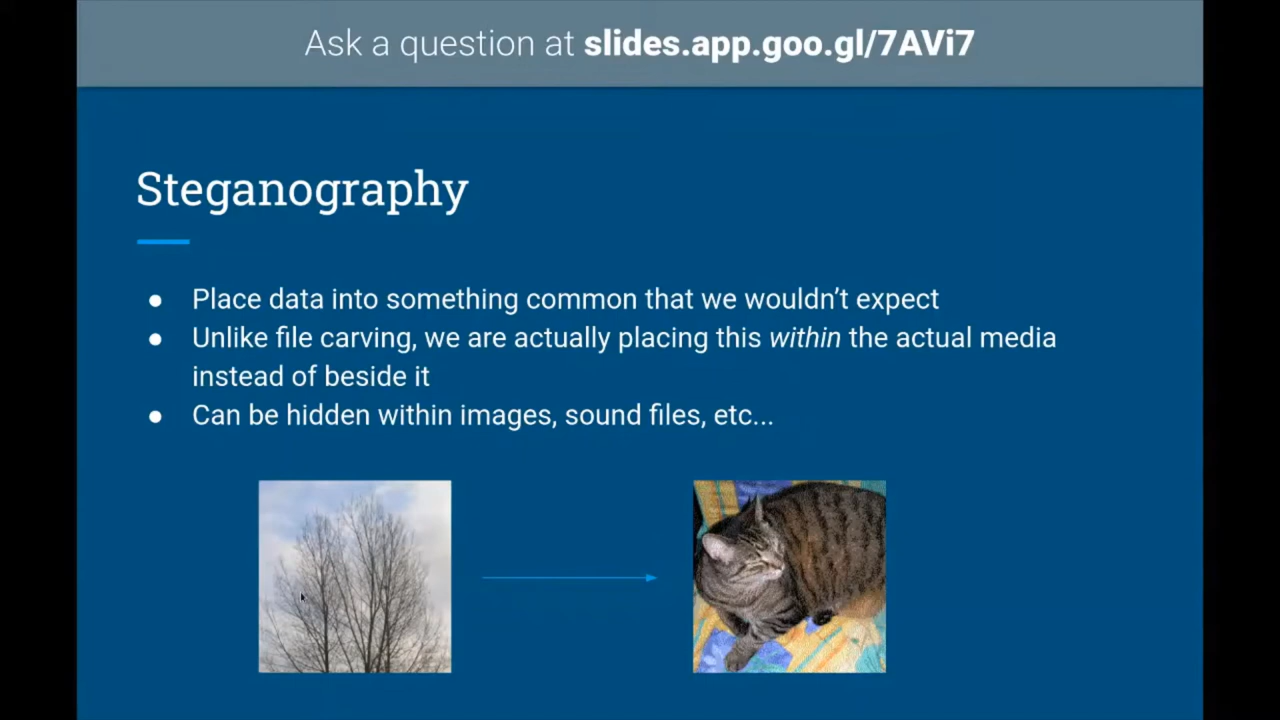 Ask a question at slides.app.goo.gl/7AVi7
Steganography
● Place data into something common that we wouldn’t expect
● Unlike file carving, we are actually placing this within the actual media
instead of beside it
● Can be hidden within images, sound files, etc...